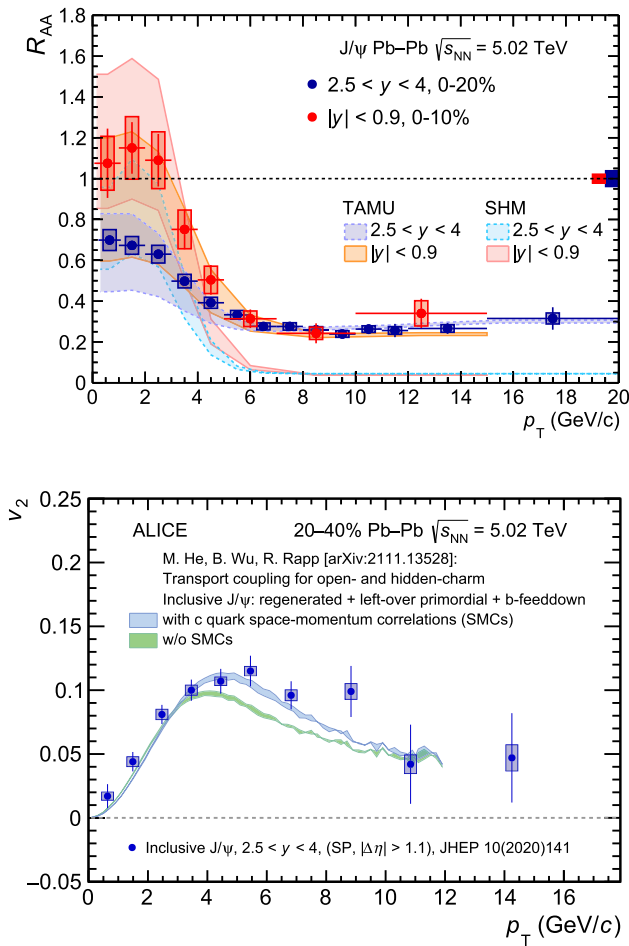 R_AA
J/ψ Pb–Pb √s_NN = 5.02 TeV
2.5 < y < 4, 0-20%
|y| < 0.9, 0-10%
TAMU SHM
2.5 < y < 4 2.5 < y < 4
|y| < 0.9 |y| < 0.9
1.8
1.6
1.4
1.2
1
0.8
0.6
0.4
0.2
0
0 2 4 6 8 10 12 14 16 18 20
p_T (GeV/c)
v_2
ALICE 20–40% Pb–Pb √s_NN = 5.02 TeV
M. He, B. Wu, R. Rapp [arXiv:2111.13528]:
Transport coupling for open- and hidden-charm
Inclusive J/ψ: regenerated + left-over primordial + b-feeddown
with c quark space-momentum correlations (SMCs)
w/o SMCs
0.25
0.2
0.15
0.1
0.05
0
−0.05
Inclusive J/ψ, 2.5 < y < 4, (SP, |Δη| > 1.1), JHEP 10(2020)141
0 2 4 6 8 10 12 14 16
p_T (GeV/c)